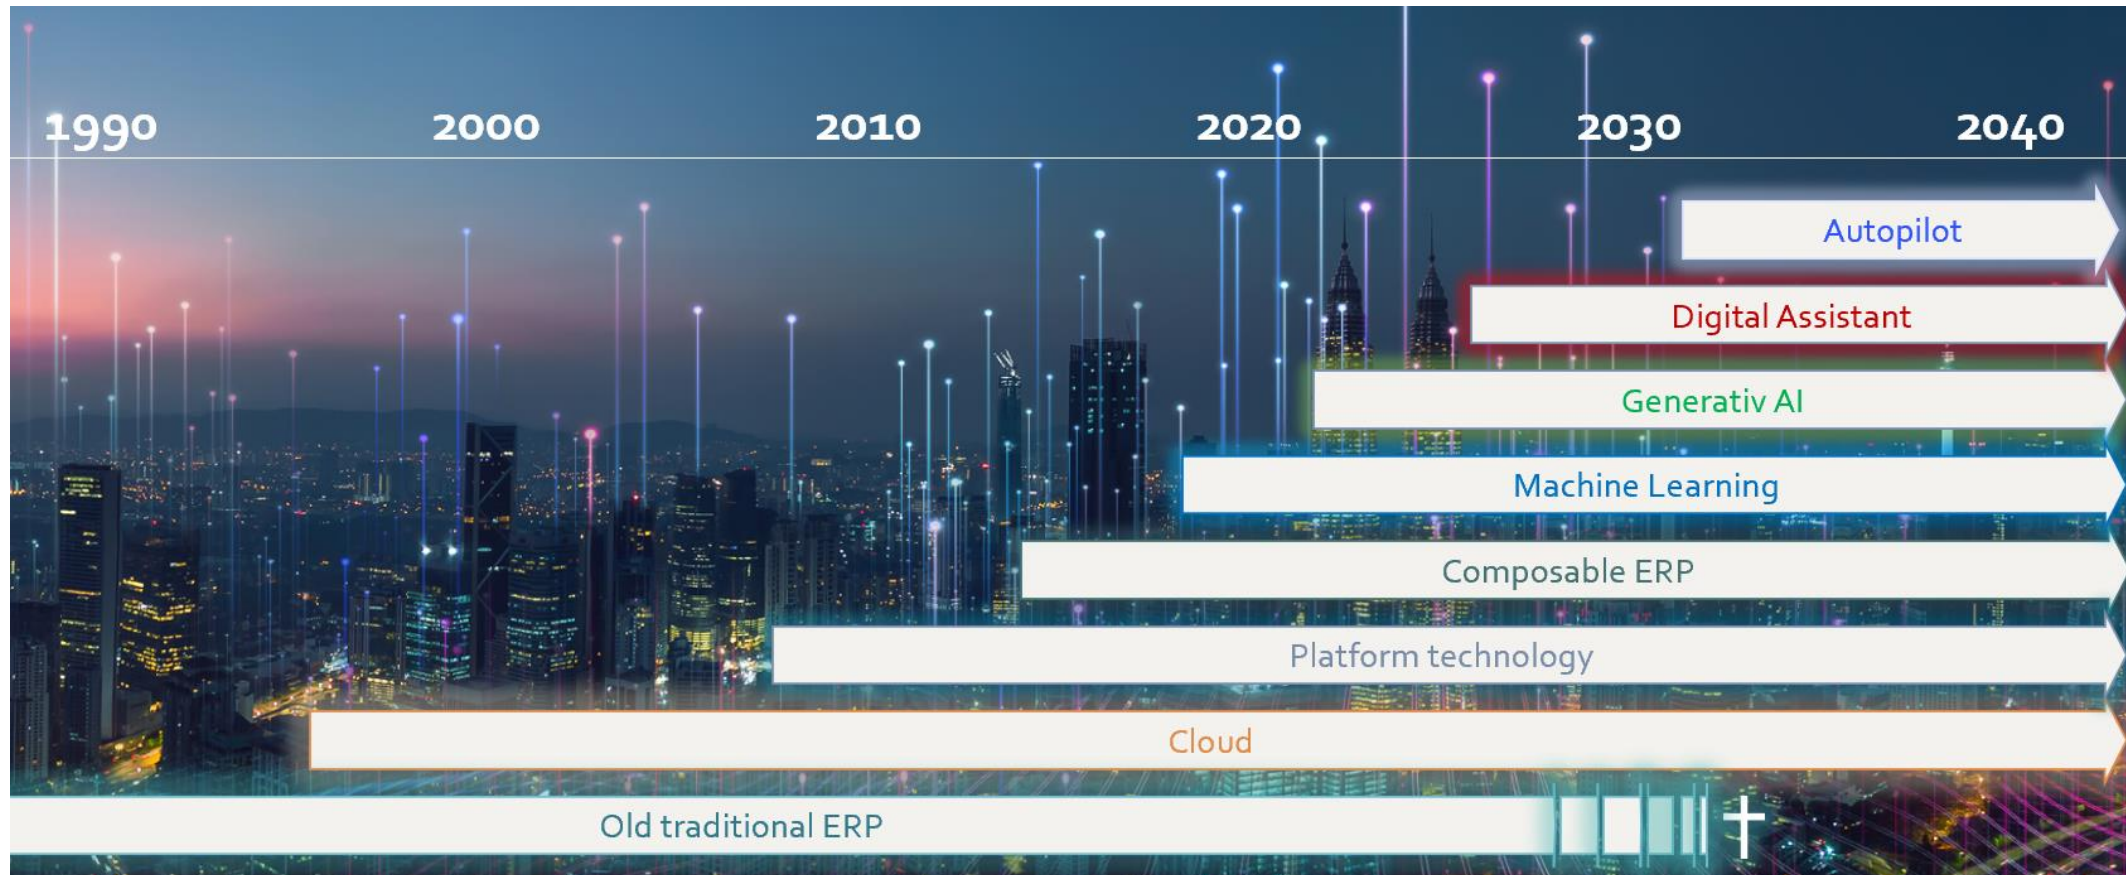 1990 2000 2010 2020 2030 2040
Autopilot
Digital Assistant
Generativ AI
Machine Learning
Composable ERP
Platform technology
Cloud
Old traditional ERP